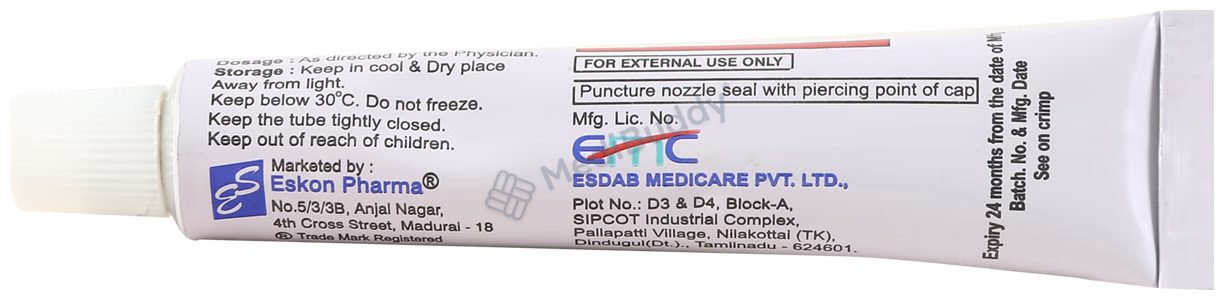 Dosage : As directed by the Physician.
Storage : Keep in cool & Dry place
Away from light.
Keep below 30°C. Do not freeze.
Keep the tube tightly closed.
Keep out of reach of children.
ES
Marketed by :
Eskon Pharma®
No.5/3/3B, Anjal Nagar,
4th Cross Street, Madurai - 18
® Trade Mark Registered
FOR EXTERNAL USE ONLY
Puncture nozzle seal with piercing point of cap
Mfg. Lic. No.
EMC
ESDAB MEDICARE PVT. LTD.,
Plot No.: D3 & D4, Block-A,
SIPCOT Industrial Complex,
Pallapatti Village, Nilakottai (TK),
Dindugul(Dt)., Tamilnadu - 624601.
Expiry 24 months from the date of Mfg
Batch. No. & Mfg. Date
See on crimp
MediBuddy